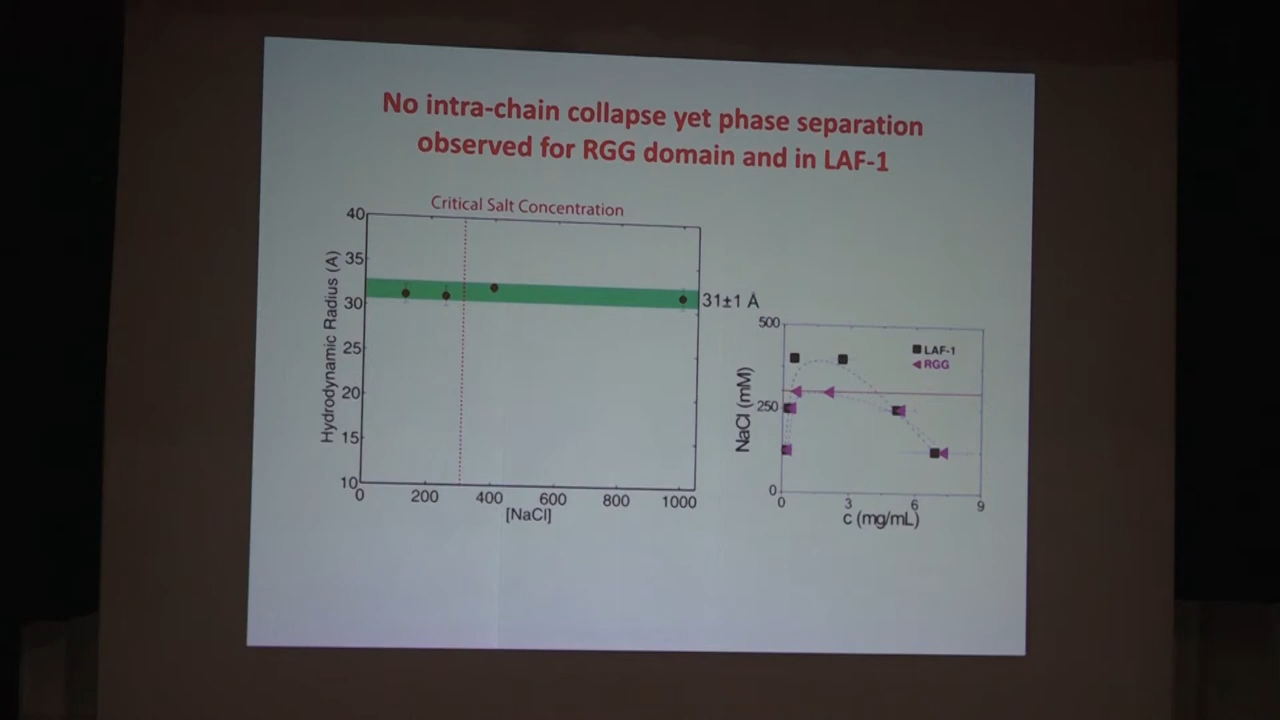 No intra-chain collapse yet phase separation
observed for RGG domain and in LAF-1
Critical Salt Concentration
Hydrodynamic Radius (A)
40
35
30
25
20
15
10
0
200
400
600
800
1000
[NaCl]
31±1 Å
NaCl (mM)
500
250
0
LAF-1
RGG
0
3
6
9
c (mg/mL)